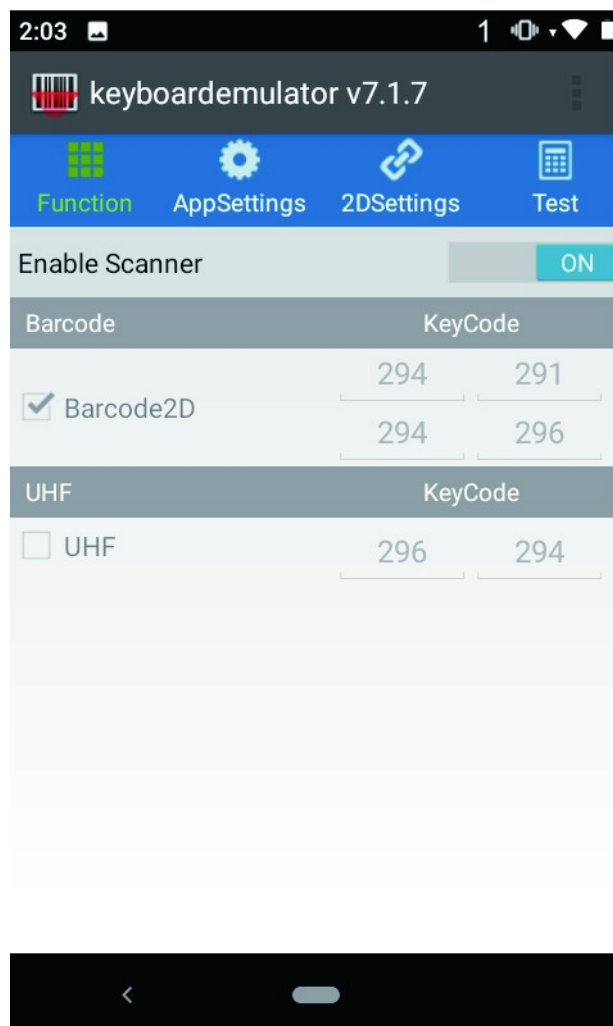 2:03 1
keyboardemulator v7.1.7
Function AppSettings 2DSettings Test
Enable Scanner ON
Barcode KeyCode
294 291
Barcode2D
294 296
UHF KeyCode
UHF 296 294